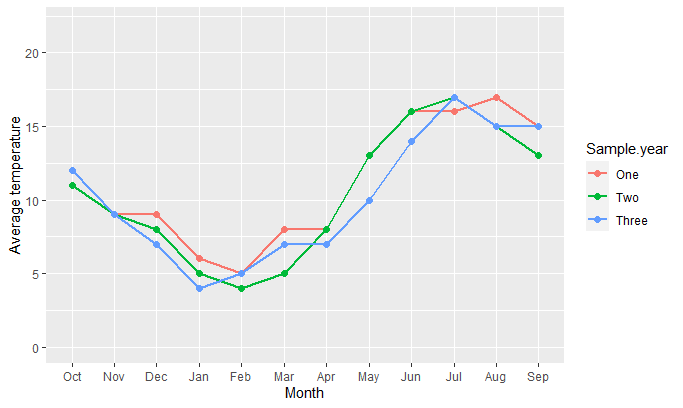 Average temperature
20
15
10
5
0
Oct Nov Dec Jan Feb Mar Apr May Jun Jul Aug Sep
Month
Sample.year
One
Two
Three